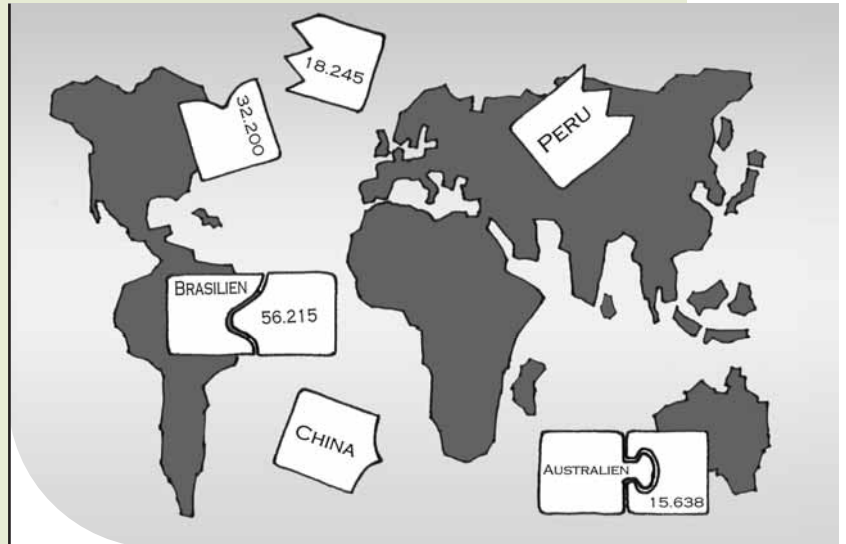 18.245
32.200
PERU
BRASILIEN
56.215
CHINA
AUSTRALIEN
15.638